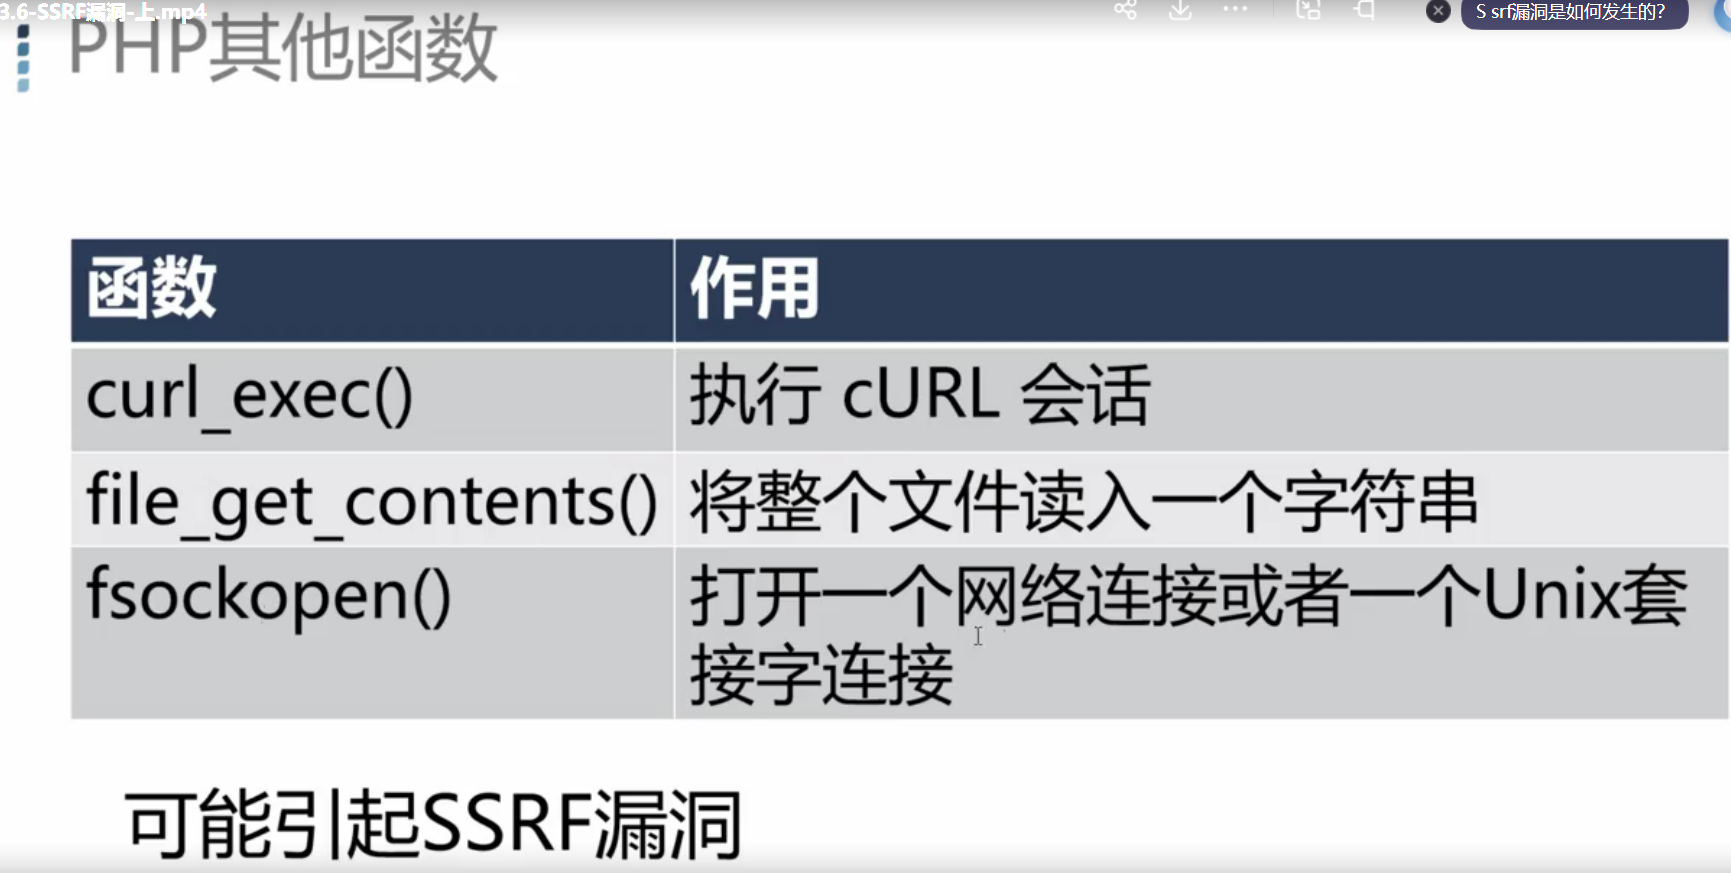 3.6-SSRF漏洞-上.mp4
S srf漏洞是如何发生的?
PHP其他函数
函数
作用
curl_exec()
执行 cURL 会话
file_get_contents()
将整个文件读入一个字符串
fsockopen()
打开一个网络连接或者一个Unix套
接字连接
可能引起SSRF漏洞